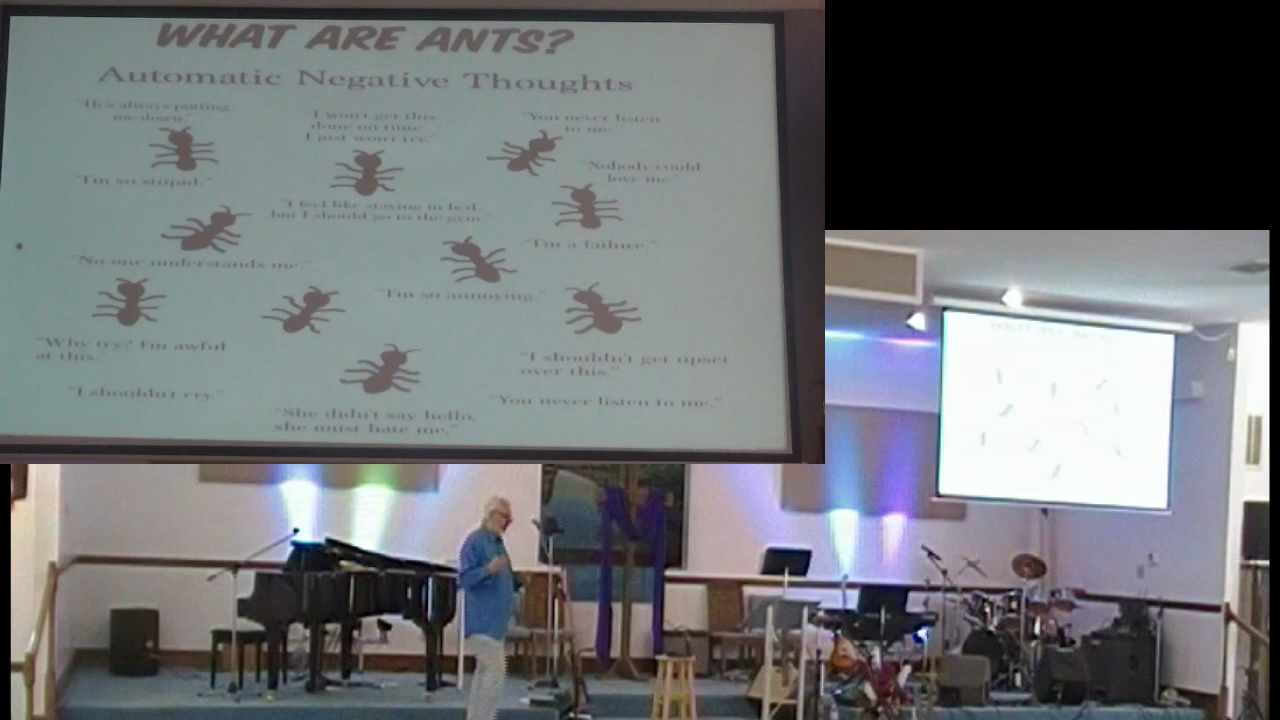 WHAT ARE ANTS?
Automatic Negative Thoughts
"He's always putting
me down."
"I won't get this
done on time.
I just won't try."
"You never listen
to me."
"Nobody could
love me."
"I'm so stupid."
"I feel like staying in bed,
but I should go to the gym."
"I'm a failure."
"No one understands me."
"I'm so annoying."
"Why try? I'm awful
at this."
"I shouldn't get upset
over this."
"I shouldn't cry."
"You never listen to me."
"She didn't say hello,
she must hate me."
WHAT ARE ANTS?